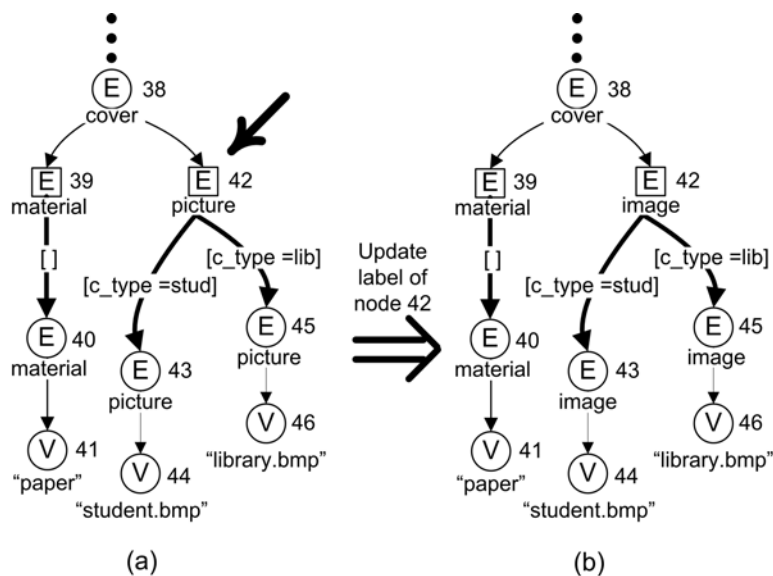 E 38
cover
E 39
material
E 42
picture
[ ]
[c_type =stud]
[c_type =lib]
E 40
material
E 43
picture
E 45
picture
V 41
"paper"
V 44
"student.bmp"
V 46
"library.bmp"
(a)
Update
label of
node 42
E 38
cover
E 39
material
E 42
image
[ ]
[c_type =stud]
[c_type =lib]
E 40
material
E 43
image
E 45
image
V 41
“paper”
V 44
“student.bmp”
V 46
“library.bmp”
(b)